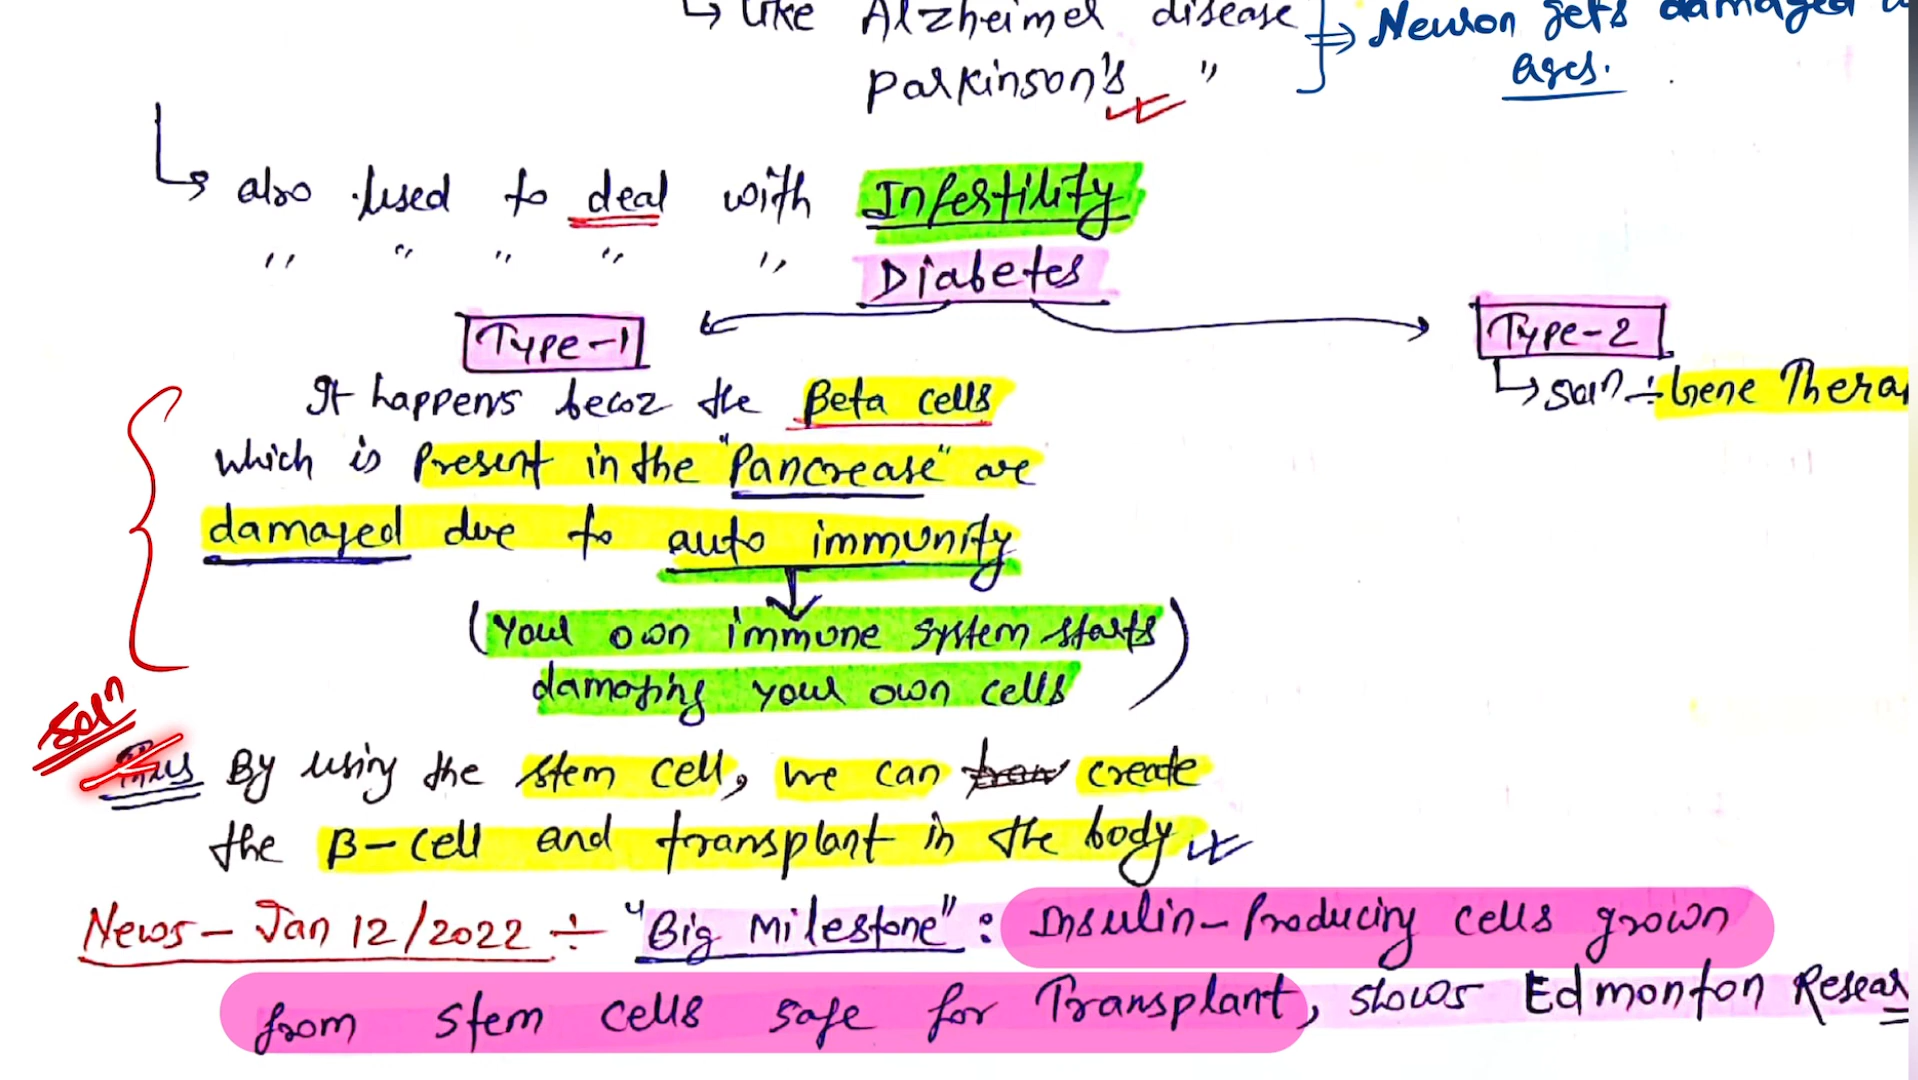 ↳ like Alzheimer disease ⇒ Neuron gets damaged
Parkinson's " ages.
↳ also used to deal with Infertility
" " " " " Diabetes
Type-1 Type-2
↳ soln ÷ Gene Thera
It happens becoz the Beta cells
which is Present in the "Pancrease" are
damaged due to auto immunity
(Your own immune system starts
damaging your own cells)
soln
By using the stem cell, we can create
the B-cell and transplant in the body
News - Jan 12/2022 ÷ "Big Milestone": Insulin-Producing cells grown
from stem cells safe for Transplant, shows Edmonton Resear